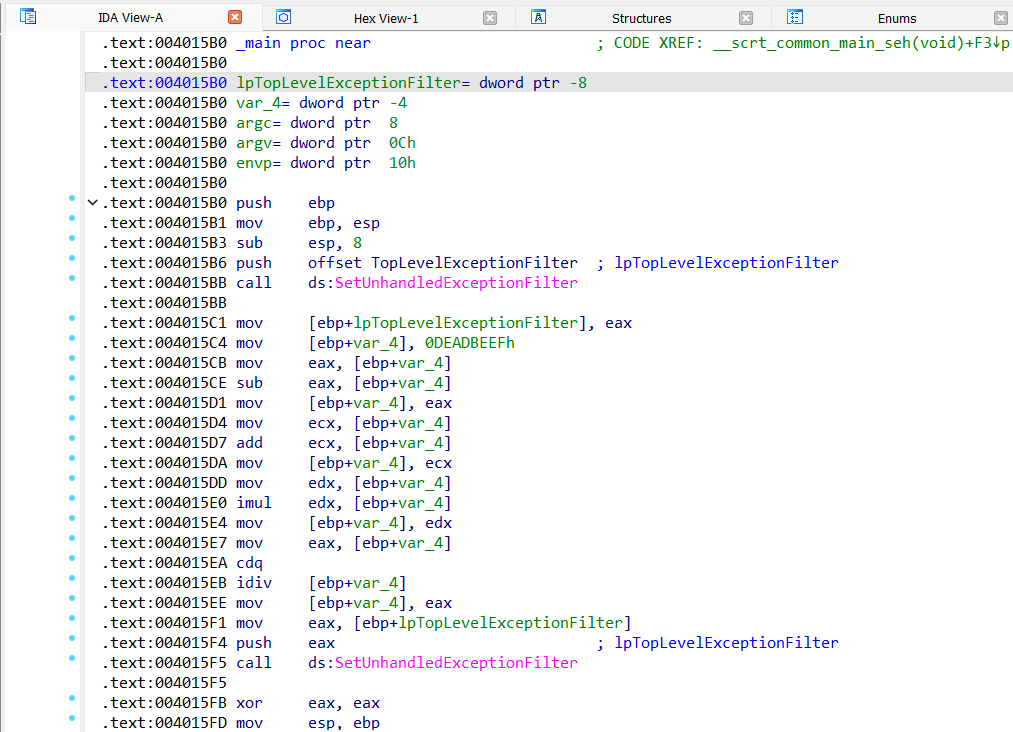 IDA View-A Hex View-1 Structures Enums
.text:004015B0 _main proc near ; CODE XREF: __scrt_common_main_seh(void)+F3↓p
.text:004015B0
.text:004015B0 lpTopLevelExceptionFilter= dword ptr -8
.text:004015B0 var_4= dword ptr -4
.text:004015B0 argc= dword ptr  8
.text:004015B0 argv= dword ptr  0Ch
.text:004015B0 envp= dword ptr  10h
.text:004015B0
.text:004015B0 push    ebp
.text:004015B1 mov     ebp, esp
.text:004015B3 sub     esp, 8
.text:004015B6 push    offset TopLevelExceptionFilter  ; lpTopLevelExceptionFilter
.text:004015BB call    ds:SetUnhandledExceptionFilter
.text:004015BB
.text:004015C1 mov     [ebp+lpTopLevelExceptionFilter], eax
.text:004015C4 mov     [ebp+var_4], 0DEADBEEFh
.text:004015CB mov     eax, [ebp+var_4]
.text:004015CE sub     eax, [ebp+var_4]
.text:004015D1 mov     [ebp+var_4], eax
.text:004015D4 mov     ecx, [ebp+var_4]
.text:004015D7 add     ecx, [ebp+var_4]
.text:004015DA mov     [ebp+var_4], ecx
.text:004015DD mov     edx, [ebp+var_4]
.text:004015E0 imul    edx, [ebp+var_4]
.text:004015E4 mov     [ebp+var_4], edx
.text:004015E7 mov     eax, [ebp+var_4]
.text:004015EA cdq
.text:004015EB idiv    [ebp+var_4]
.text:004015EE mov     [ebp+var_4], eax
.text:004015F1 mov     eax, [ebp+lpTopLevelExceptionFilter]
.text:004015F4 push    eax                             ; lpTopLevelExceptionFilter
.text:004015F5 call    ds:SetUnhandledExceptionFilter
.text:004015F5
.text:004015FB xor     eax, eax
.text:004015FD mov     esp, ebp